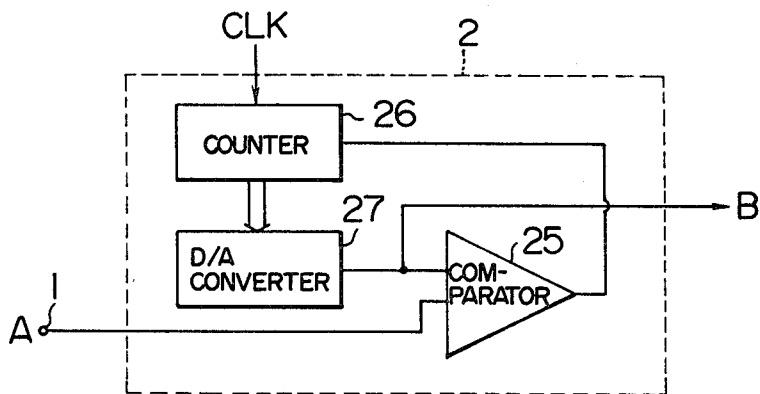 CLK
2
26
COUNTER
27
D/A
CONVERTER
25
COM-
PARATOR
B
1
A